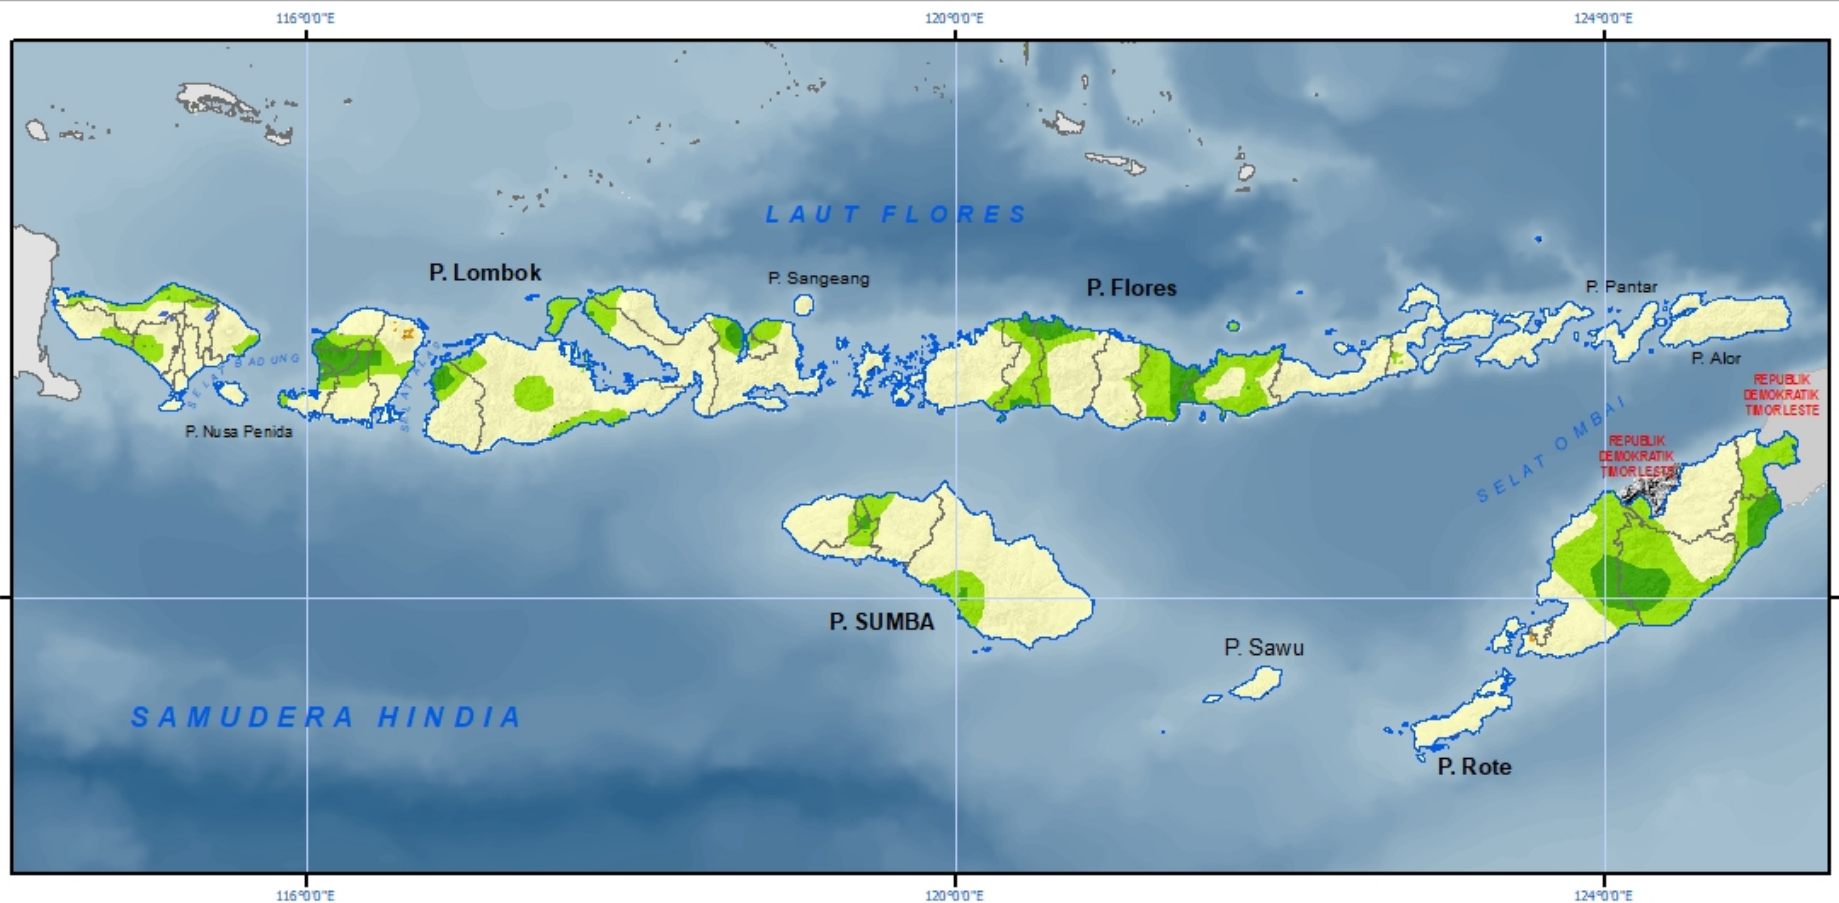 116°0'0"E
120°0'0"E
124°0'0"E
LAUT FLORES
P. Lombok
P. Sangeang
P. Flores
P. Pantar
P. Alor
SELAT BADUNG
REPUBLIK
DEMOKRATIK
TIMOR LESTE
P. Nusa Penida
SELAT OMBAI
REPUBLIK
DEMOKRATIK
TIMOR LESTE
P. SUMBA
P. Sawu
SAMUDERA HINDIA
P. Rote
116°0'0"E
120°0'0"E
124°0'0"E